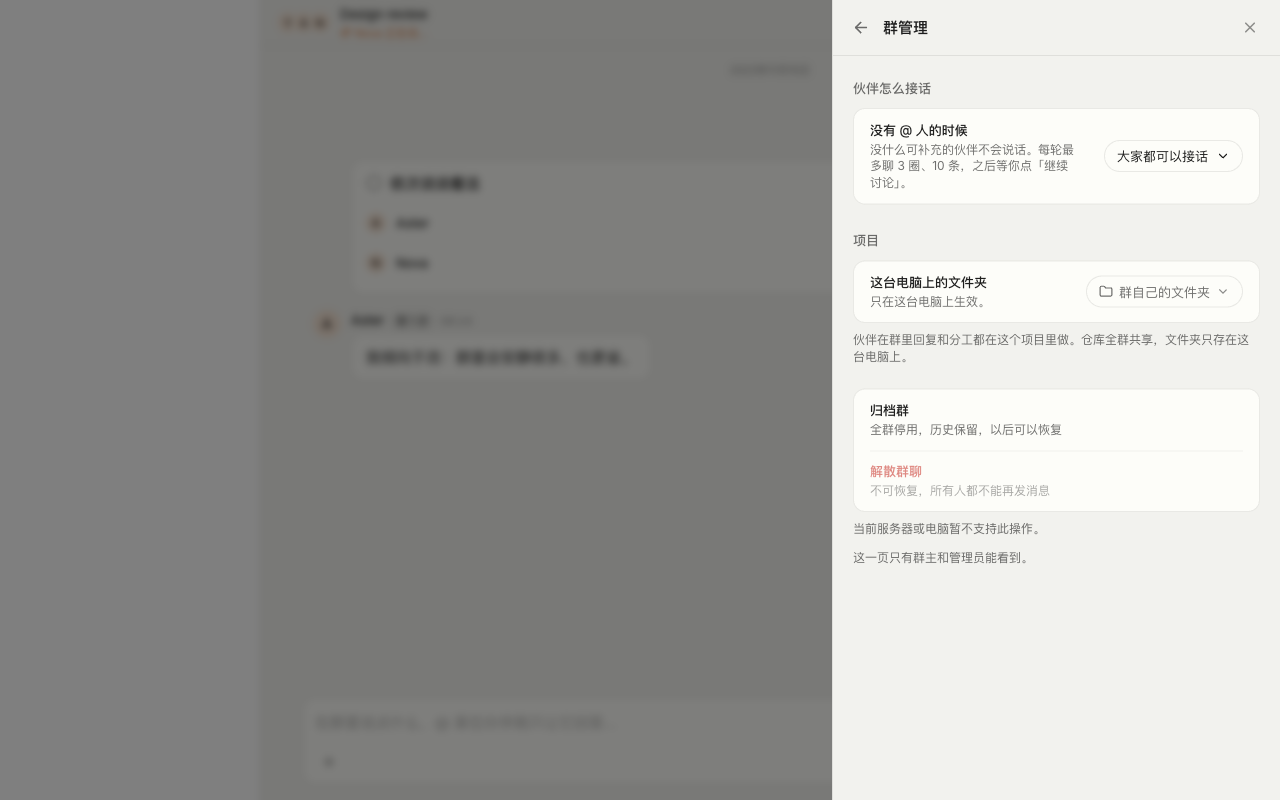 Design review
群管理
伙伴怎么接话
没有 @ 人的时候
没什么可补充的伙伴不会说话。每轮最
多聊 3 圈、10 条，之后等你点「继续
讨论」。
大家都可以接话
项目
这台电脑上的文件夹
只在这台电脑上生效。
群自己的文件夹
伙伴在群里回复和分工都在这个项目里做。仓库全群共享，文件夹只存在这
台电脑上。
归档群
全群停用，历史保留，以后可以恢复
解散群聊
不可恢复，所有人都不能再发消息
当前服务器或电脑暂不支持此操作。
这一页只有群主和管理员能看到。